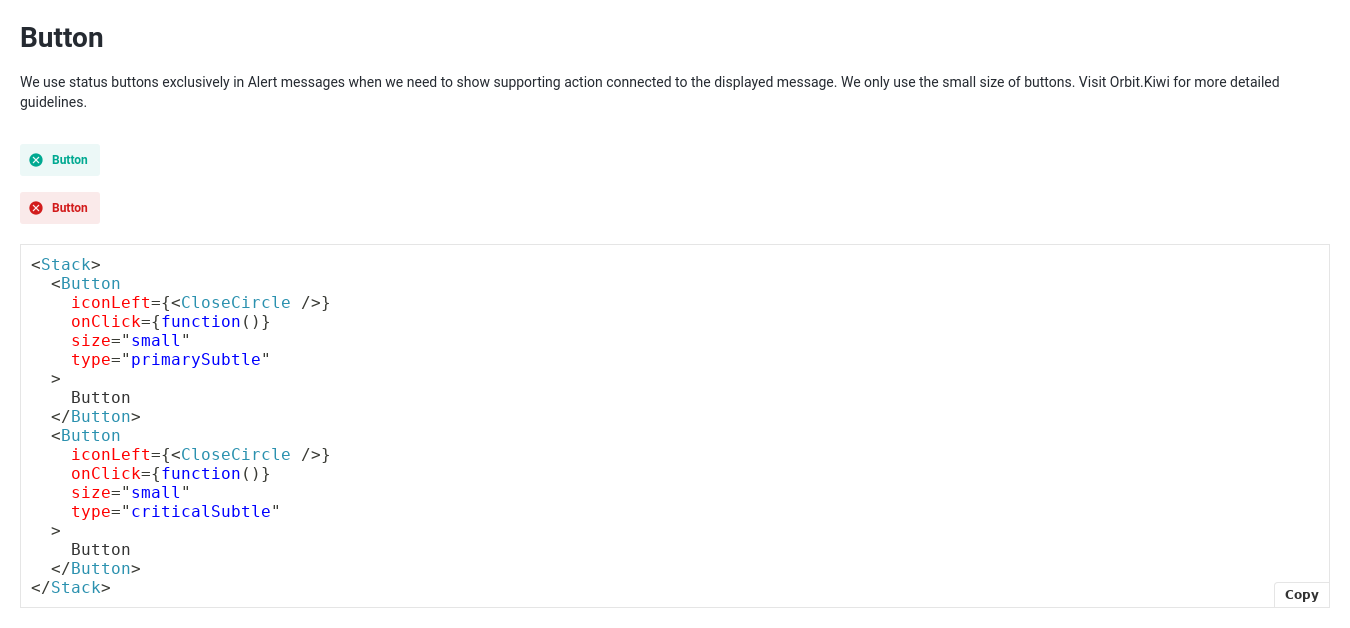 Button
We use status buttons exclusively in Alert messages when we need to show supporting action connected to the displayed message. We only use the small size of buttons. Visit Orbit.Kiwi for more detailed
guidelines.
Button
Button
<Stack>
  <Button
    iconLeft={<CloseCircle />}
    onClick={function()}
    size="small"
    type="primarySubtle"
  >
    Button
  </Button>
  <Button
    iconLeft={<CloseCircle />}
    onClick={function()}
    size="small"
    type="criticalSubtle"
  >
    Button
  </Button>
</Stack>
Copy